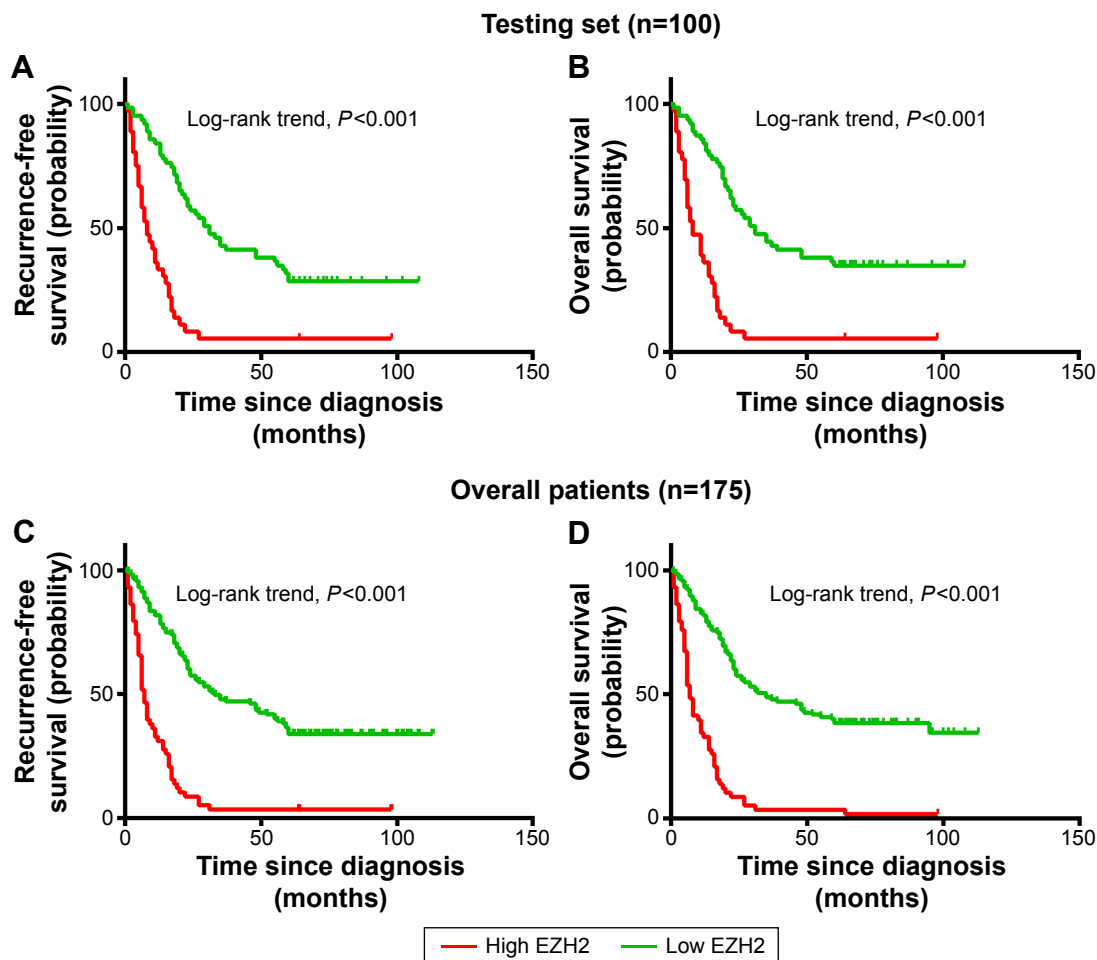 Testing set (n=100)
A
B
Recurrence-free
survival (probability)
100
50
0
Log-rank trend, P<0.001
0
50
100
150
Time since diagnosis
(months)
Overall survival
(probability)
100
50
0
Log-rank trend, P<0.001
0
50
100
150
Time since diagnosis
(months)
Overall patients (n=175)
C
D
Recurrence-free
survival (probability)
100
50
0
Log-rank trend, P<0.001
0
50
100
150
Time since diagnosis
(months)
Overall survival
(probability)
100
50
0
Log-rank trend, P<0.001
0
50
100
150
Time since diagnosis
(months)
High EZH2
Low EZH2